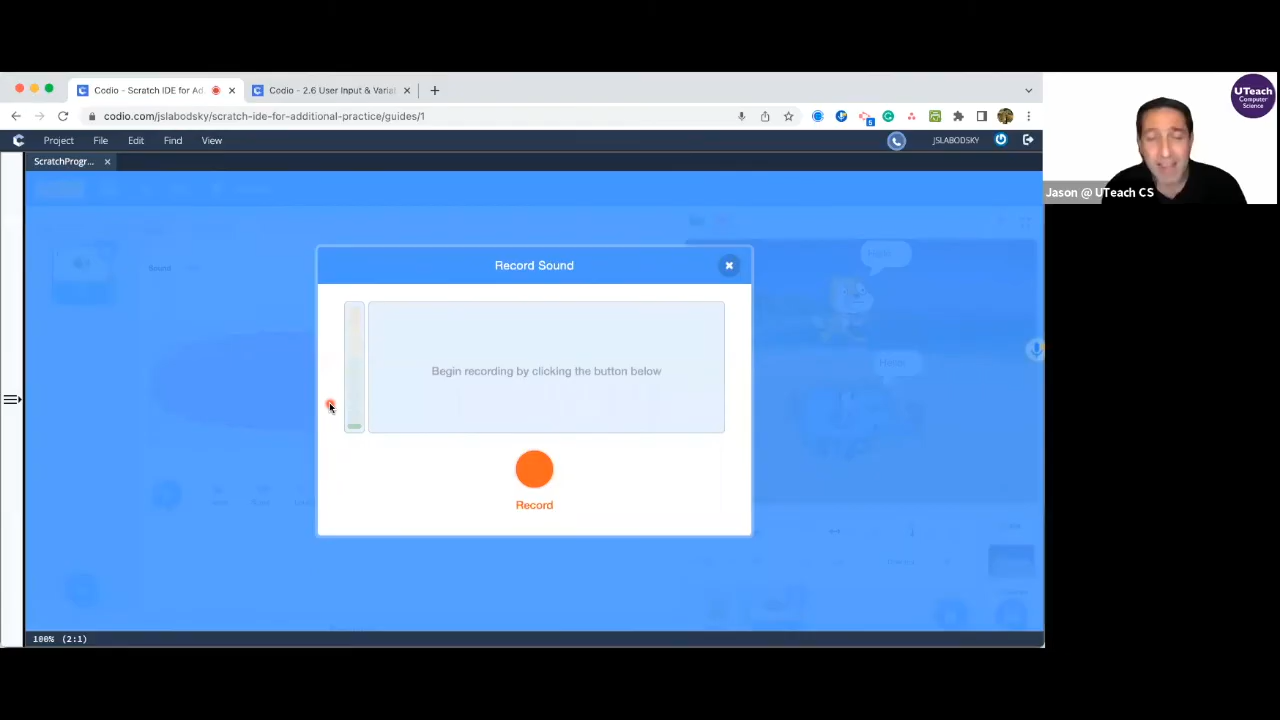 Codio - Scratch IDE for Ad
Codio - 2.6 User Input & Varial
codio.com/jslabodsky/scratch-ide-for-additional-practice/guides/1
5
Project File Edit Find View
JSLABODSKY
ScratchProgr...
UTeach
Computer
Science
Jason @ UTeach CS
Sound
Record Sound
Begin recording by clicking the button below
Record
100% (2:1)